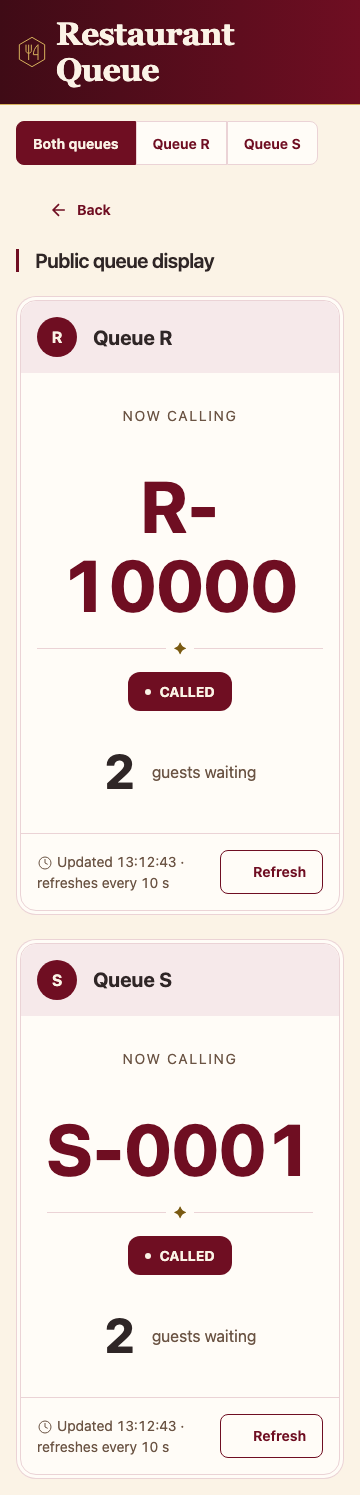 Restaurant
Queue
Both queues
Queue R
Queue S
Back
Public queue display
R
Queue R
NOW CALLING
R-
10000
CALLED
2 guests waiting
Updated 13:12:43 ·
refreshes every 10 s
Refresh
S
Queue S
NOW CALLING
S-0001
CALLED
2 guests waiting
Updated 13:12:43 ·
refreshes every 10 s
Refresh